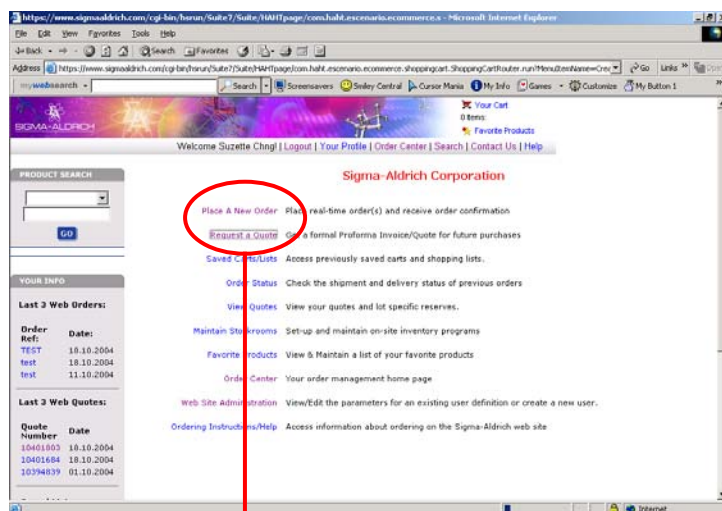 https://www.sigmaaldrich.com/cgi-bin/hsrun/Suite7/Suite/HAHTpage/com.haht.escenario.ecommerce.s - Microsoft Internet Explorer
File Edit View Favorites Tools Help
Back Search Favorites
Address https://www.sigmaaldrich.com/cgi-bin/hsrun/Suite7/Suite/HAHTpage/com.haht.escenario.ecommerce.shoppingcart.ShoppingCartRouter.run?MenuItemName=Crea Go Links »
mywebsearch Search Screensavers Smiley Central Cursor Mania My Info Games Customize My Button 1
SIGMA-ALDRICH
Your Cart
0 Items:
Favorite Products
Welcome Suzette Chng! | Logout | Your Profile | Order Center | Search | Contact Us | Help
PRODUCT SEARCH
GO
Sigma-Aldrich Corporation
Place A New Order Place real-time order(s) and receive order confirmation
Request a Quote Get a formal Proforma Invoice/Quote for future purchases
Saved Carts/Lists Access previously saved carts and shopping lists.
Order Status Check the shipment and delivery status of previous orders
View Quotes View your quotes and lot specific reserves.
Maintain Stockrooms Set-up and maintain on-site inventory programs
Favorite Products View & Maintain a list of your favorite products
Order Center Your order management home page
Web Site Administration View/Edit the parameters for an existing user definition or create a new user.
Ordering Instructions/Help Access information about ordering on the Sigma-Aldrich web site
YOUR INFO
Last 3 Web Orders:
Order Ref: Date:
TEST 18.10.2004
test 18.10.2004
test 11.10.2004
Last 3 Web Quotes:
Quote Number Date
10401803 18.10.2004
10401684 18.10.2004
10394839 01.10.2004
Internet